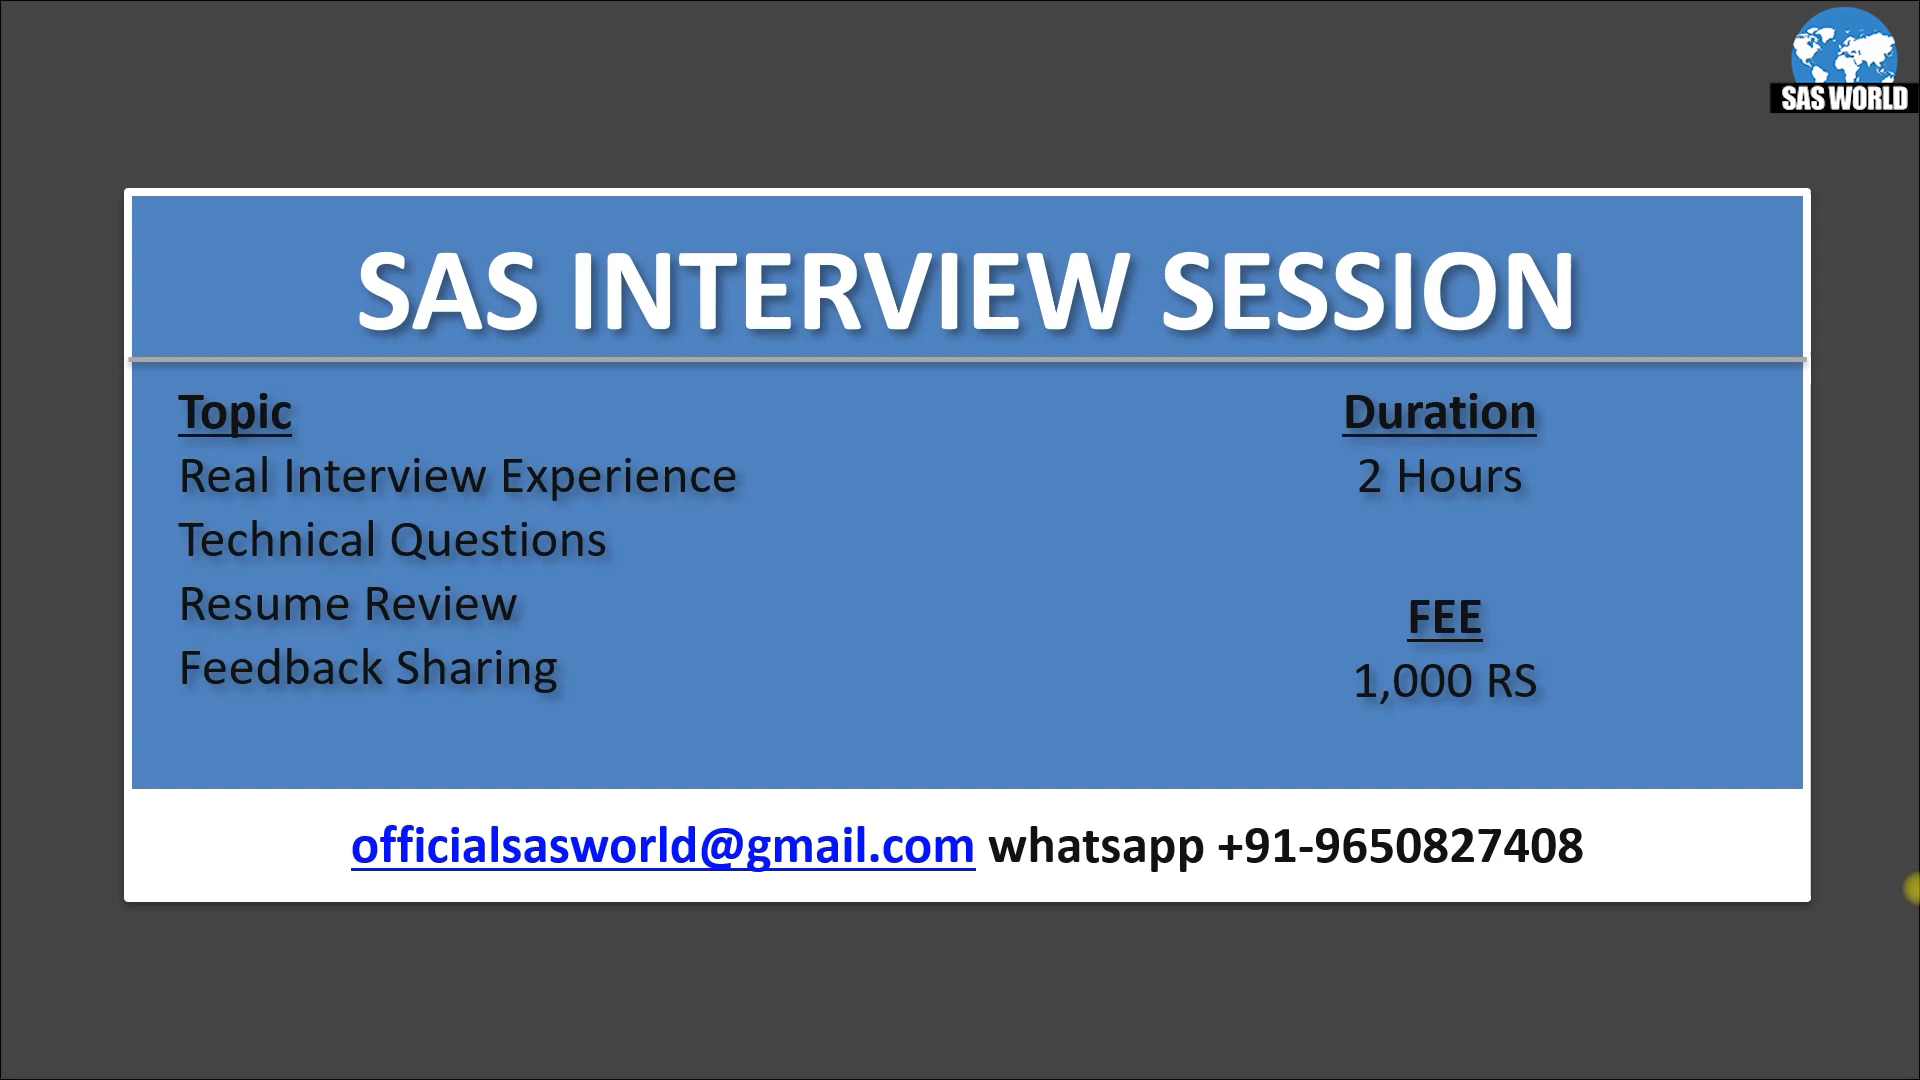 SAS WORLD
SAS INTERVIEW SESSION
Topic
Real Interview Experience
Technical Questions
Resume Review
Feedback Sharing
Duration
2 Hours
FEE
1,000 RS
officialsasworld@gmail.com whatsapp +91-9650827408